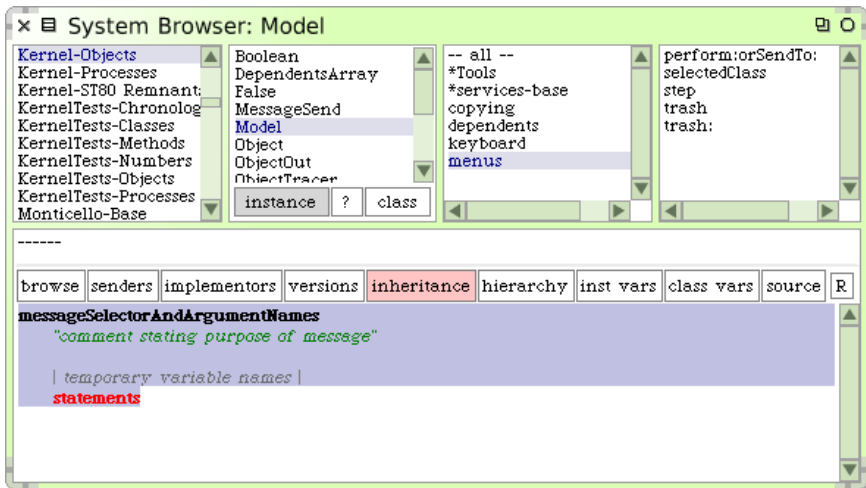 System Browser: Model
Kernel-Objects
Kernel-Processes
Kernel-ST80 Remnant
KernelTests-Chronolog
KernelTests-Classes
KernelTests-Methods
KernelTests-Numbers
KernelTests-Objects
KernelTests-Processes
Monticello-Base
Boolean
DependentsArray
False
MessageSend
Model
Object
ObjectOut
ObjectTracer
instance ? class
-- all --
*Tools
*services-base
copying
dependents
keyboard
menus
perform:orSendTo:
selectedClass
step
trash
trash:
------
browse senders implementors versions inheritance hierarchy inst vars class vars source R
messageSelectorAndArgumentNames
"comment stating purpose of message"
| temporary variable names |
statements